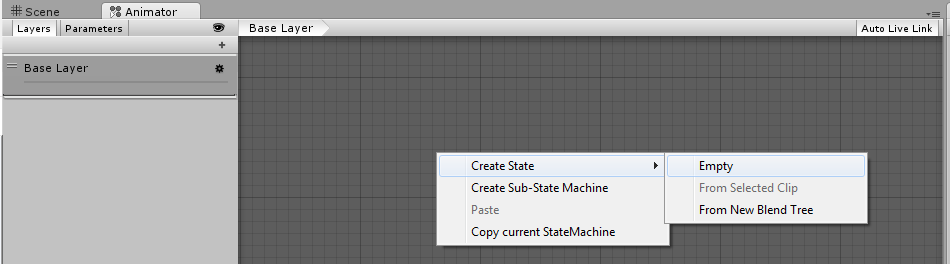 Scene Animator
Layers Parameters Base Layer Auto Live Link
+
Base Layer
Create State Empty
Create Sub-State Machine From Selected Clip
Paste From New Blend Tree
Copy current StateMachine